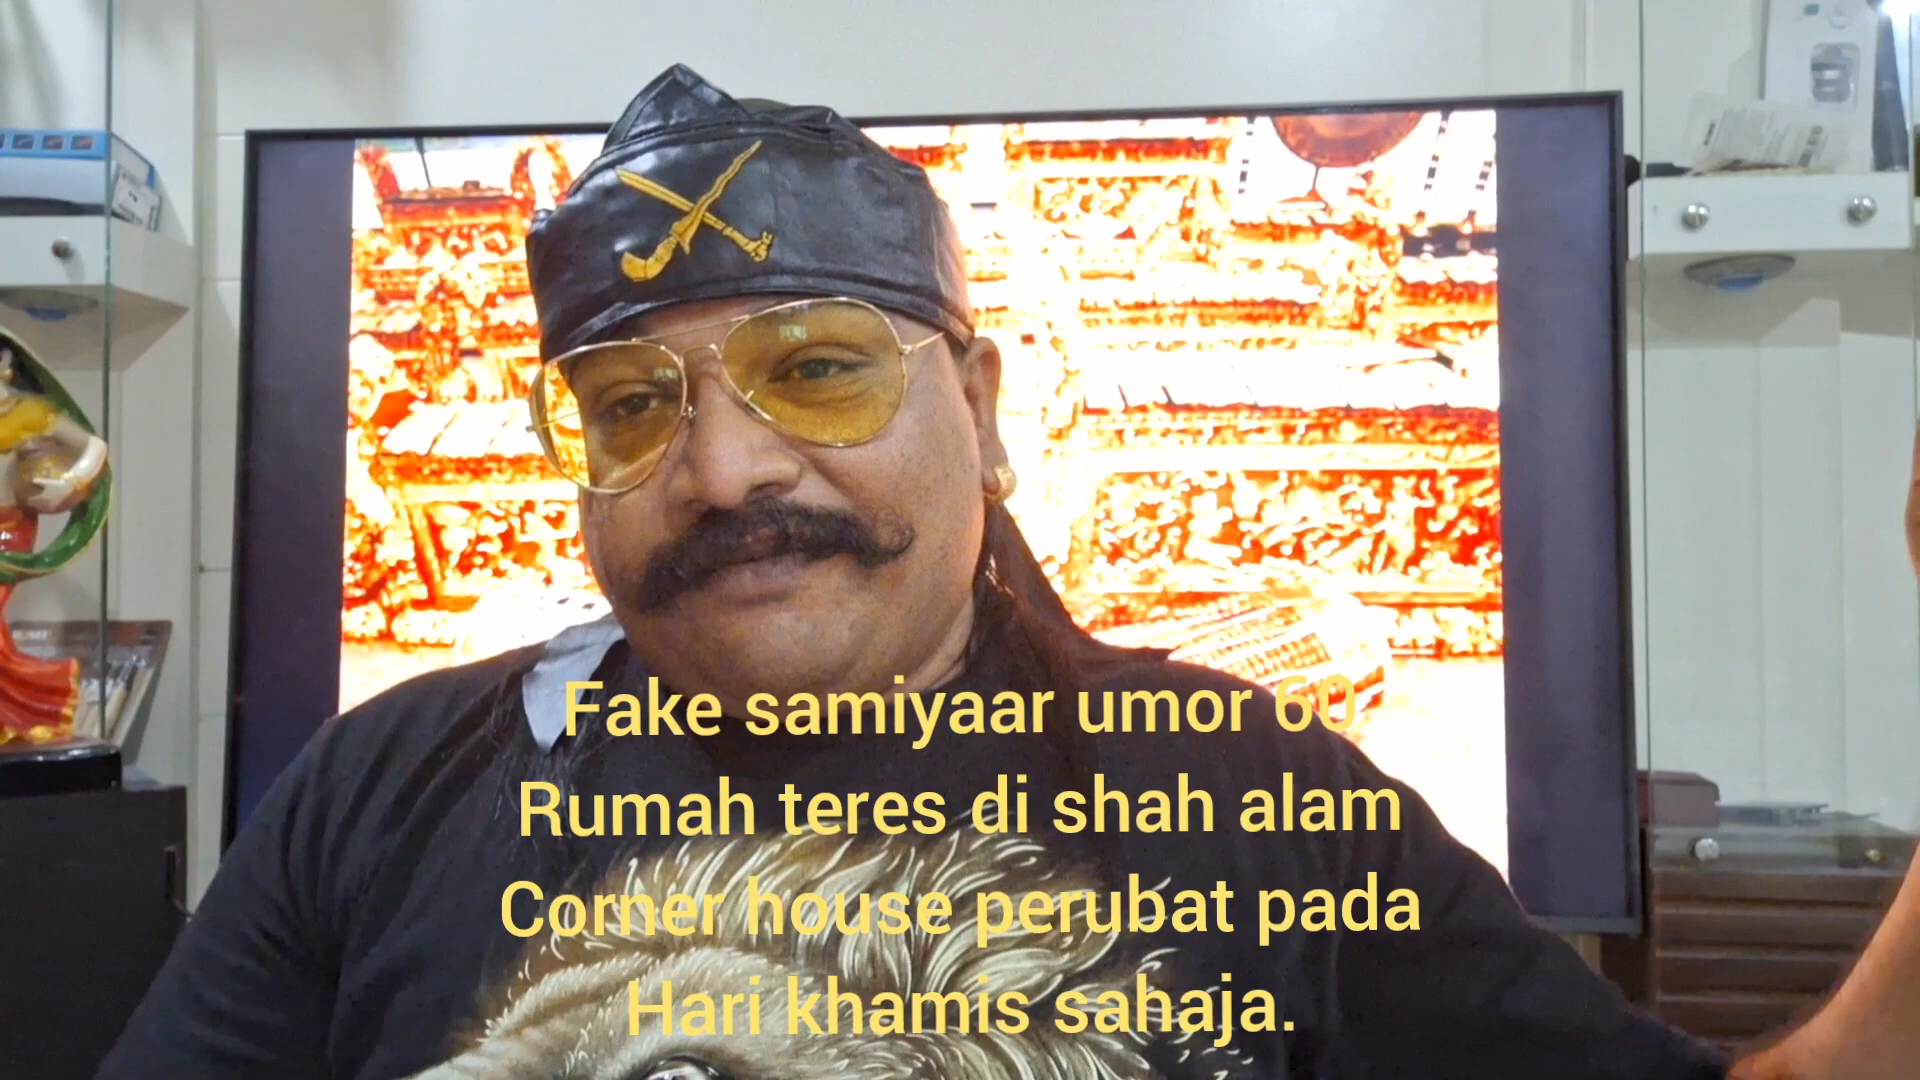 Fake samiyaar umor 60
Rumah teres di shah alam
Corner house perubat pada
Hari khamis sahaja.